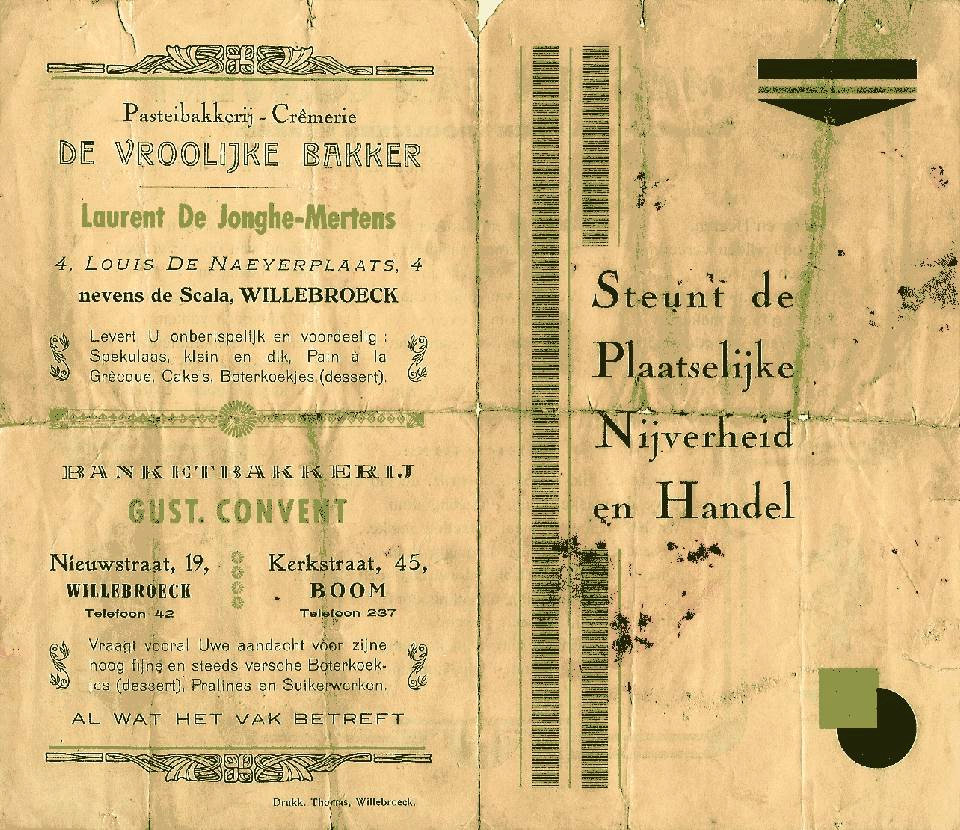 Pasteibakkerij - Crêmerie
DE VROOLIJKE BAKKER
Laurent De Jonghe-Mertens
4, LOUIS DE NAEYERPLAATS, 4
nevens de Scala, WILLEBROECK
Levert U onberispelijk en voordeelig :
Spekulaas, klein en dik, Pain à la
Grècque, Cake's, Boterkoekjes (dessert).
BANKETBAKKERIJ
GUST. CONVENT
Nieuwstraat, 19,
WILLEBROECK
Telefoon 42
Kerkstraat, 45,
BOOM
Telefoon 237
Vraagt vooral Uwe aandacht voor zijne
hoog fijne en steeds versche Boterkoek-
jes (dessert), Pralines en Suikerwerken.
AL WAT HET VAK BETREFT
Drukk. Thomas, Willebroeck.
Steunt de
Plaatselijke
Nijverheid
en Handel